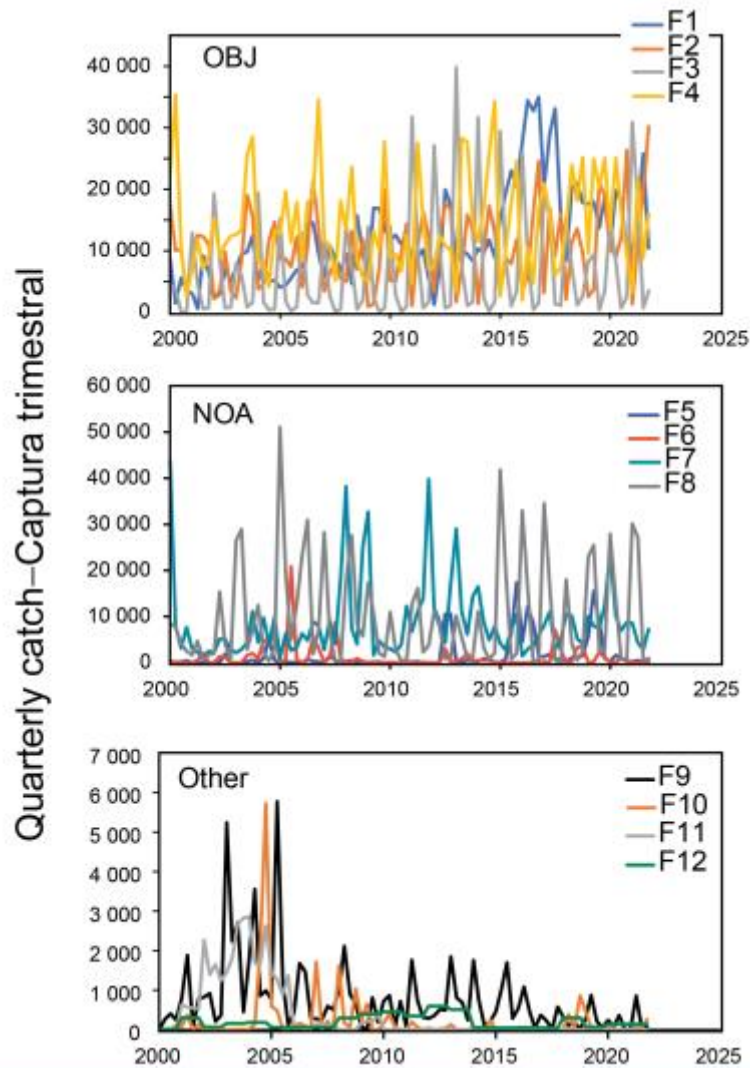 Quarterly catch–Captura trimestral
OBJ
F1
F2
F3
F4
40 000
30 000
20 000
10 000
0
2000 2005 2010 2015 2020 2025
NOA
F5
F6
F7
F8
60 000
50 000
40 000
30 000
20 000
10 000
0
2000 2005 2010 2015 2020 2025
Other
F9
F10
F11
F12
7 000
6 000
5 000
4 000
3 000
2 000
1 000
0
2000 2005 2010 2015 2020 2025